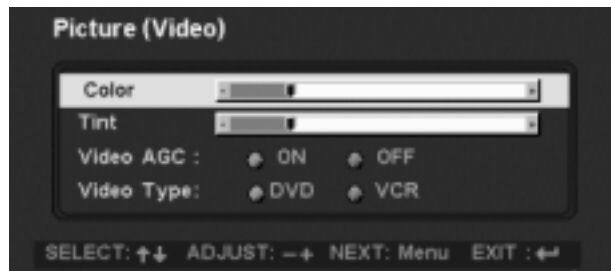 Picture (Video)
Color - +
Tint - +
Video AGC : ON OFF
Video Type: DVD VCR
SELECT: ↑↓ ADJUST: −+ NEXT: Menu EXIT : ↵